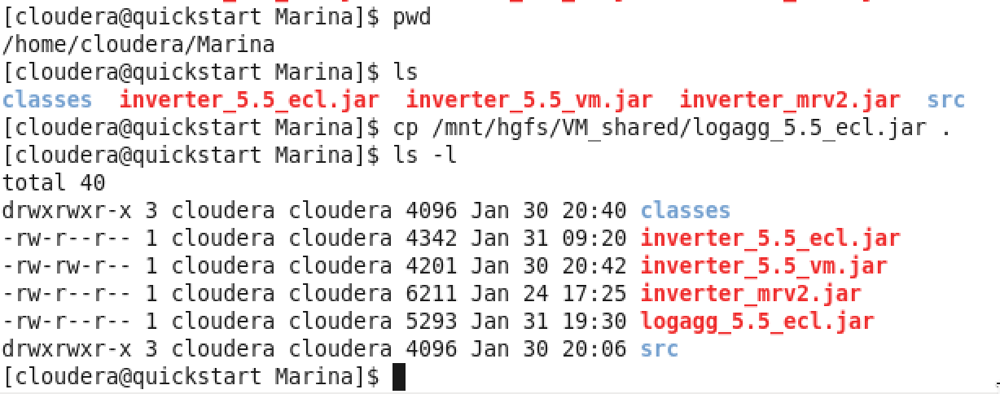 [cloudera@quickstart Marina]$ pwd
/home/cloudera/Marina
[cloudera@quickstart Marina]$ ls
classes  inverter_5.5_ecl.jar  inverter_5.5_vm.jar  inverter_mrv2.jar  src
[cloudera@quickstart Marina]$ cp /mnt/hgfs/VM_shared/logagg_5.5_ecl.jar .
[cloudera@quickstart Marina]$ ls -l
total 40
drwxrwxr-x 3 cloudera cloudera 4096 Jan 30 20:40 classes
-rw-r--r-- 1 cloudera cloudera 4342 Jan 31 09:20 inverter_5.5_ecl.jar
-rw-rw-r-- 1 cloudera cloudera 4201 Jan 30 20:42 inverter_5.5_vm.jar
-rw-r--r-- 1 cloudera cloudera 6211 Jan 24 17:25 inverter_mrv2.jar
-rw-r--r-- 1 cloudera cloudera 5293 Jan 31 19:30 logagg_5.5_ecl.jar
drwxrwxr-x 3 cloudera cloudera 4096 Jan 30 20:06 src
[cloudera@quickstart Marina]$